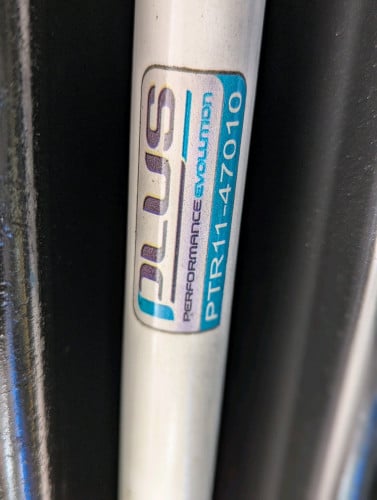 PLUS
PERFORMANCE EVOLUTION
PTR11-47010